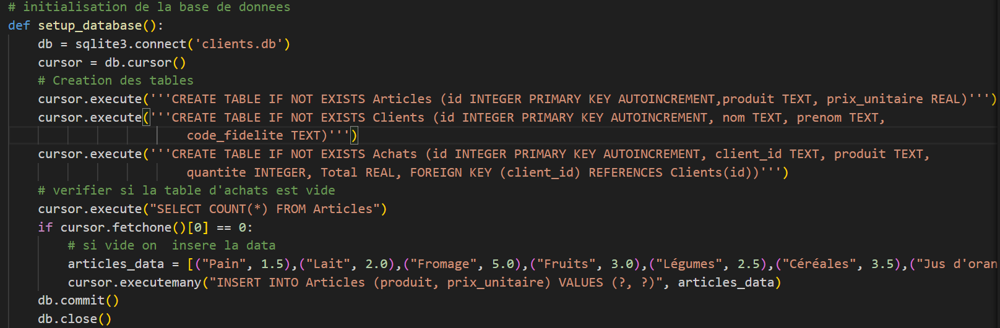 # initialisation de la base de donnees
def setup_database():
    db = sqlite3.connect('clients.db')
    cursor = db.cursor()
    # Creation des tables
    cursor.execute('''CREATE TABLE IF NOT EXISTS Articles (id INTEGER PRIMARY KEY AUTOINCREMENT,produit TEXT, prix_unitaire REAL)''')
    cursor.execute('''CREATE TABLE IF NOT EXISTS Clients (id INTEGER PRIMARY KEY AUTOINCREMENT, nom TEXT, prenom TEXT,
                        code_fidelite TEXT)''')
    cursor.execute('''CREATE TABLE IF NOT EXISTS Achats (id INTEGER PRIMARY KEY AUTOINCREMENT, client_id TEXT, produit TEXT,
                        quantite INTEGER, Total REAL, FOREIGN KEY (client_id) REFERENCES Clients(id))''')
    # verifier si la table d'achats est vide
    cursor.execute("SELECT COUNT(*) FROM Articles")
    if cursor.fetchone()[0] == 0:
        # si vide on  insere la data
        articles_data = [("Pain", 1.5),("Lait", 2.0),("Fromage", 5.0),("Fruits", 3.0),("Légumes", 2.5),("Céréales", 3.5),("Jus d'oran
        cursor.executemany("INSERT INTO Articles (produit, prix_unitaire) VALUES (?, ?)", articles_data)
    db.commit()
    db.close()